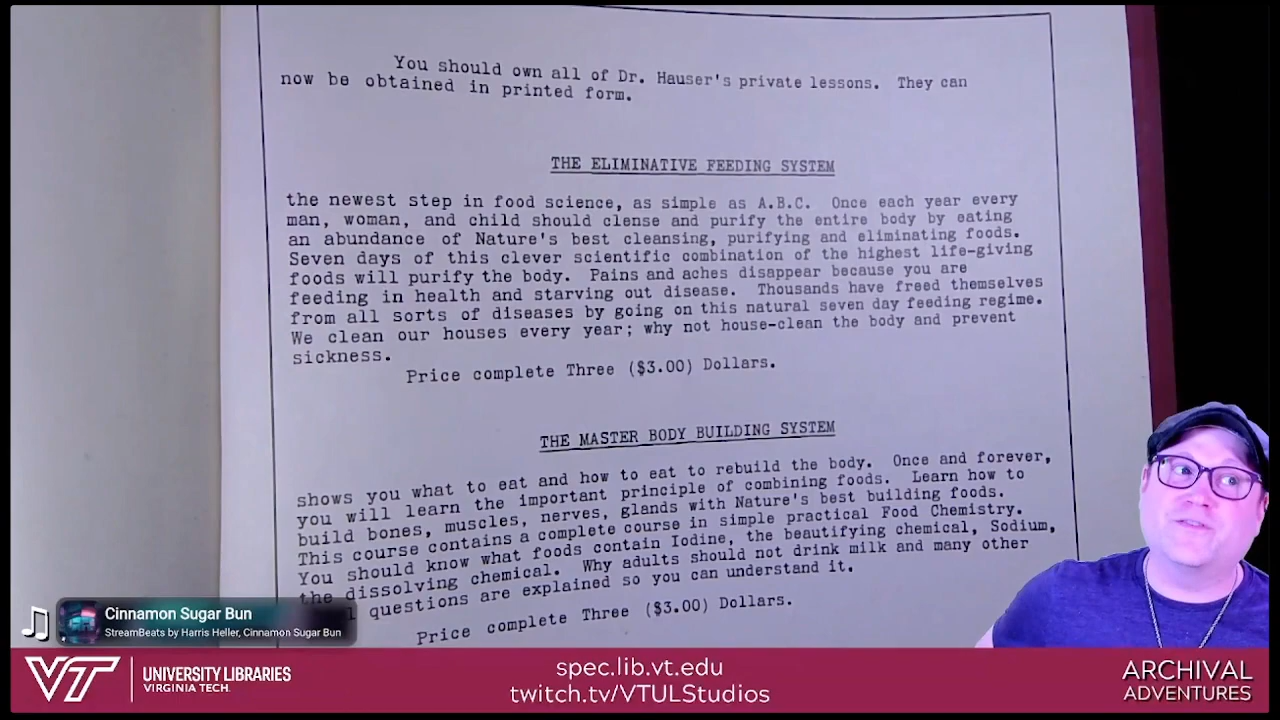 You should own all of Dr. Hauser's private lessons. They can
now be obtained in printed form.
THE ELIMINATIVE FEEDING SYSTEM
the newest step in food science, as simple as A.B.C. Once each year every
man, woman, and child should clense and purify the entire body by eating
an abundance of Nature's best cleansing, purifying and eliminating foods.
Seven days of this clever scientific combination of the highest life-giving
foods will purify the body. Pains and aches disappear because you are
feeding in health and starving out disease. Thousands have freed themselves
from all sorts of diseases by going on this natural seven day feeding regime.
We clean our houses every year; why not house-clean the body and prevent
sickness.
Price complete Three ($3.00) Dollars.
THE MASTER BODY BUILDING SYSTEM
shows you what to eat and how to eat to rebuild the body. Once and forever,
you will learn the important principle of combining foods. Learn how to
build bones, muscles, nerves, glands with Nature's best building foods.
This course contains a complete course in simple practical Food Chemistry.
You should know what foods contain Iodine, the beautifying chemical, Sodium,
the dissolving chemical. Why adults should not drink milk and many other
questions are explained so you can understand it.
Price complete Three ($3.00) Dollars.
Cinnamon Sugar Bun
StreamBeats by Harris Heller, Cinnamon Sugar Bun
VT
UNIVERSITY LIBRARIES
VIRGINIA TECH.
spec.lib.vt.edu
twitch.tv/VTULStudios
ARCHIVAL
ADVENTURES